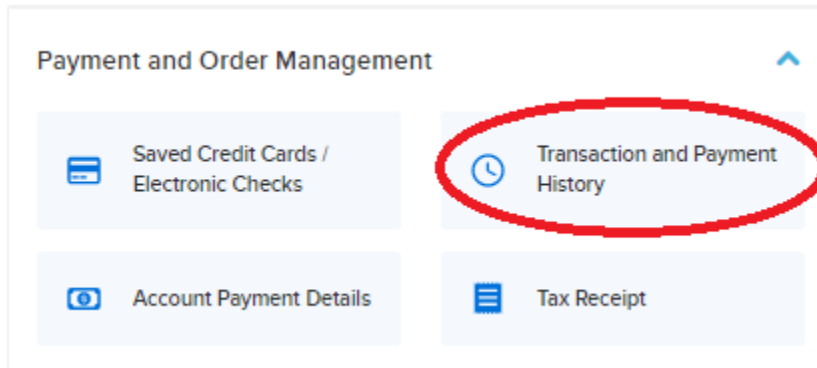 Payment and Order Management
Saved Credit Cards /
Electronic Checks
Transaction and Payment
History
Account Payment Details
Tax Receipt